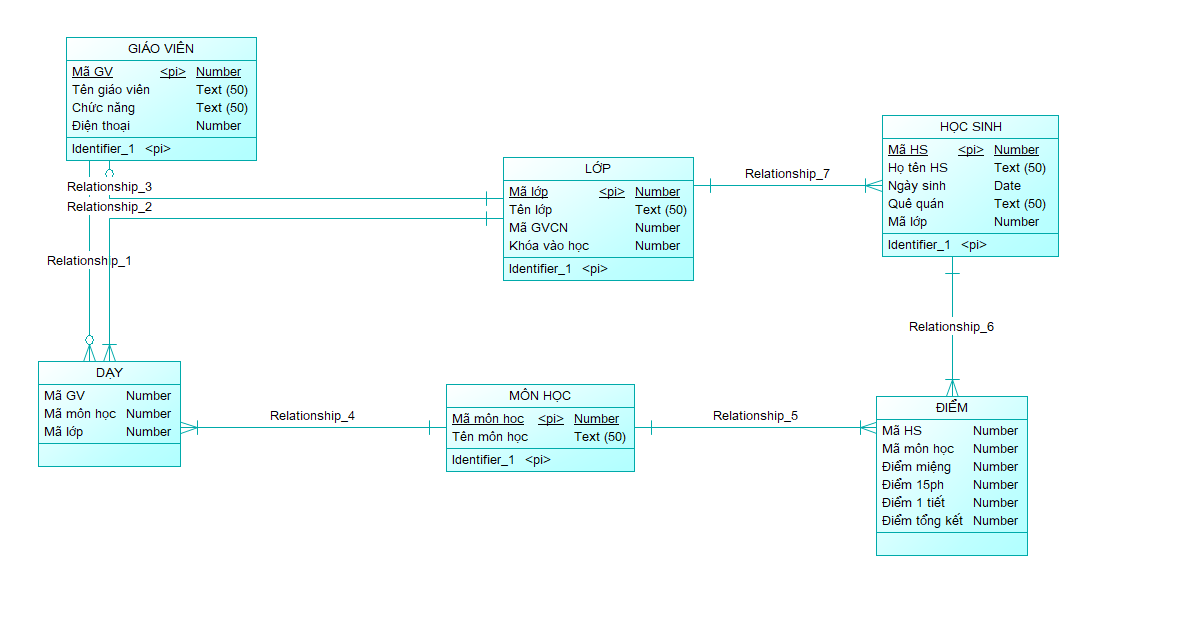 GIÁO VIÊN
Mã GV <pi> Number
Tên giáo viên Text (50)
Chức năng Text (50)
Điện thoại Number
Identifier_1 <pi>
Relationship_3
Relationship_2
Relationship_1
LỚP
Mã lớp <pi> Number
Tên lớp Text (50)
Mã GVCN Number
Khóa vào học Number
Identifier_1 <pi>
Relationship_7
HỌC SINH
Mã HS <pi> Number
Họ tên HS Text (50)
Ngày sinh Date
Quê quán Text (50)
Mã lớp Number
Identifier_1 <pi>
Relationship_6
DẠY
Mã GV Number
Mã môn học Number
Mã lớp Number
Relationship_4
MÔN HỌC
Mã môn học <pi> Number
Tên môn học Text (50)
Identifier_1 <pi>
Relationship_5
ĐIỂM
Mã HS Number
Mã môn học Number
Điểm miệng Number
Điểm 15ph Number
Điểm 1 tiết Number
Điểm tổng kết Number